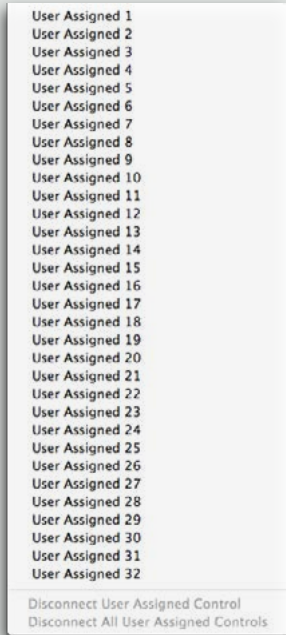 User Assigned 1
User Assigned 2
User Assigned 3
User Assigned 4
User Assigned 5
User Assigned 6
User Assigned 7
User Assigned 8
User Assigned 9
User Assigned 10
User Assigned 11
User Assigned 12
User Assigned 13
User Assigned 14
User Assigned 15
User Assigned 16
User Assigned 17
User Assigned 18
User Assigned 19
User Assigned 20
User Assigned 21
User Assigned 22
User Assigned 23
User Assigned 24
User Assigned 25
User Assigned 26
User Assigned 27
User Assigned 28
User Assigned 29
User Assigned 30
User Assigned 31
User Assigned 32
Disconnect User Assigned Control
Disconnect All User Assigned Controls